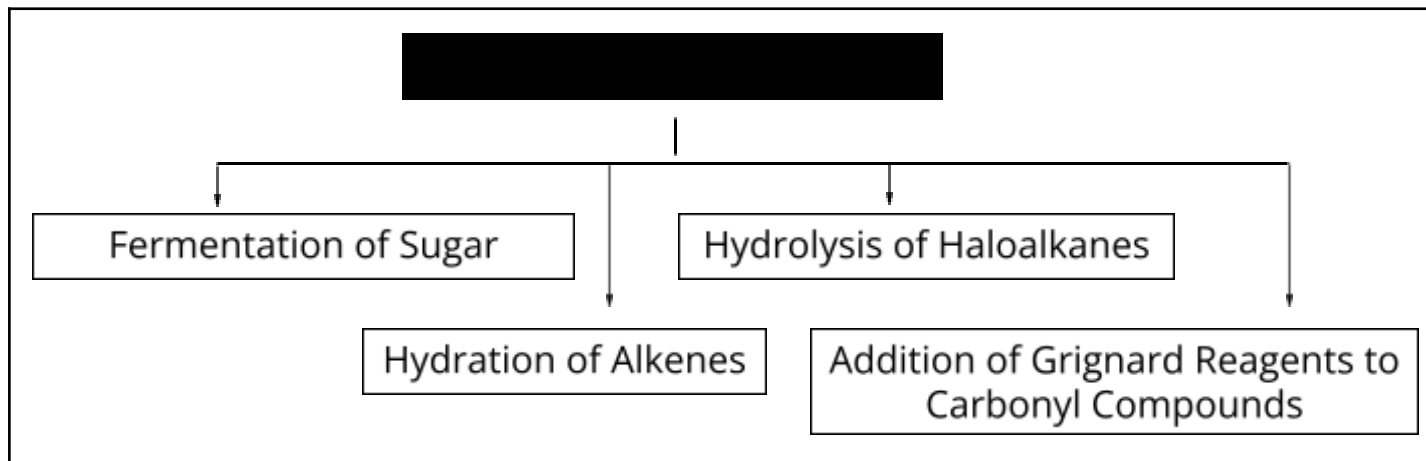 Fermentation of Sugar
Hydrolysis of Haloalkanes
Hydration of Alkenes
Addition of Grignard Reagents to
Carbonyl Compounds